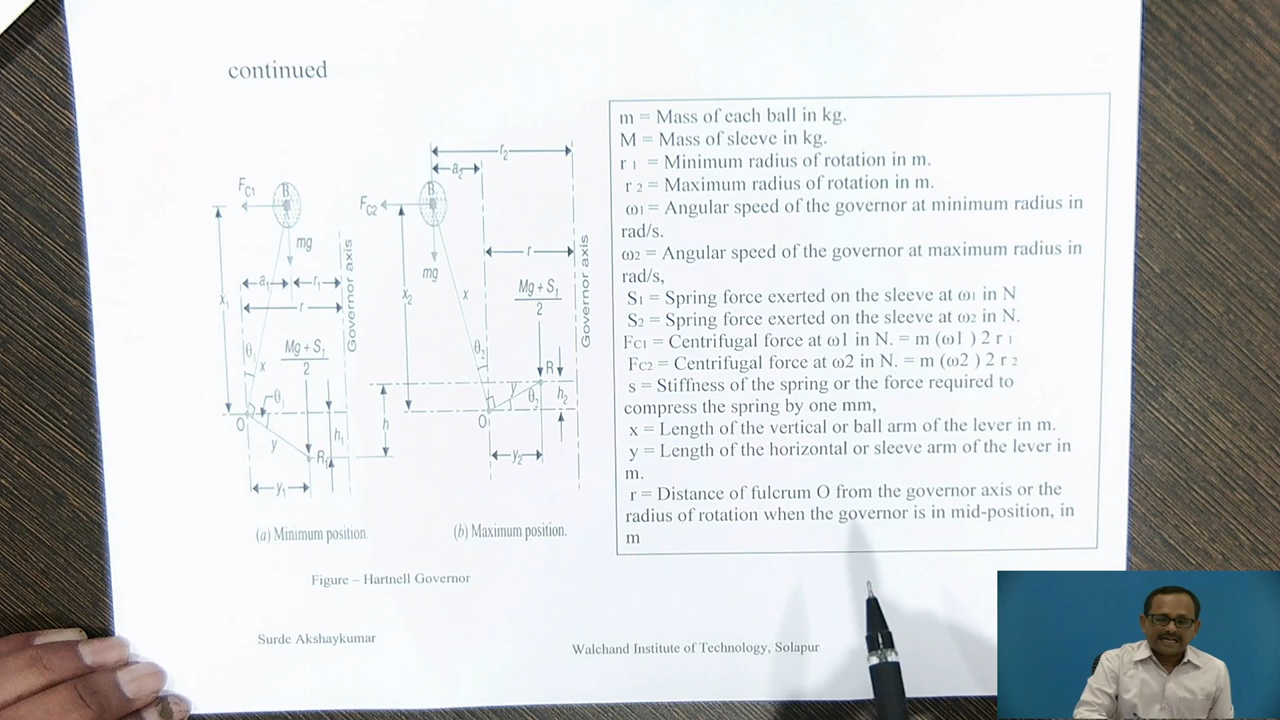 continued
F_C1
B
mg
x₁
a₁
r₁
r
Governor axis
θ₁
x
Mg + S₁
2
θ₁
O
y
R₁
h₁
y₁
(a) Minimum position.
r₂
a₂
F_C2
B
mg
r
Governor axis
x₂
x
Mg + S₁
2
θ₂
R
y
θ₂
h₂
h
O
y₂
(b) Maximum position.
Figure – Hartnell Governor
m = Mass of each ball in kg.
M = Mass of sleeve in kg.
r 1 = Minimum radius of rotation in m.
r 2 = Maximum radius of rotation in m.
ω1 = Angular speed of the governor at minimum radius in
rad/s.
ω2 = Angular speed of the governor at maximum radius in
rad/s,
S1 = Spring force exerted on the sleeve at ω1 in N
S2 = Spring force exerted on the sleeve at ω2 in N.
FC1 = Centrifugal force at ω1 in N. = m (ω1 ) 2 r 1
FC2 = Centrifugal force at ω2 in N. = m (ω2 ) 2 r 2
s = Stiffness of the spring or the force required to
compress the spring by one mm,
x = Length of the vertical or ball arm of the lever in m.
y = Length of the horizontal or sleeve arm of the lever in
m.
r = Distance of fulcrum O from the governor axis or the
radius of rotation when the governor is in mid-position, in
m
Surde Akshaykumar
Walchand Institute of Technology, Solapur